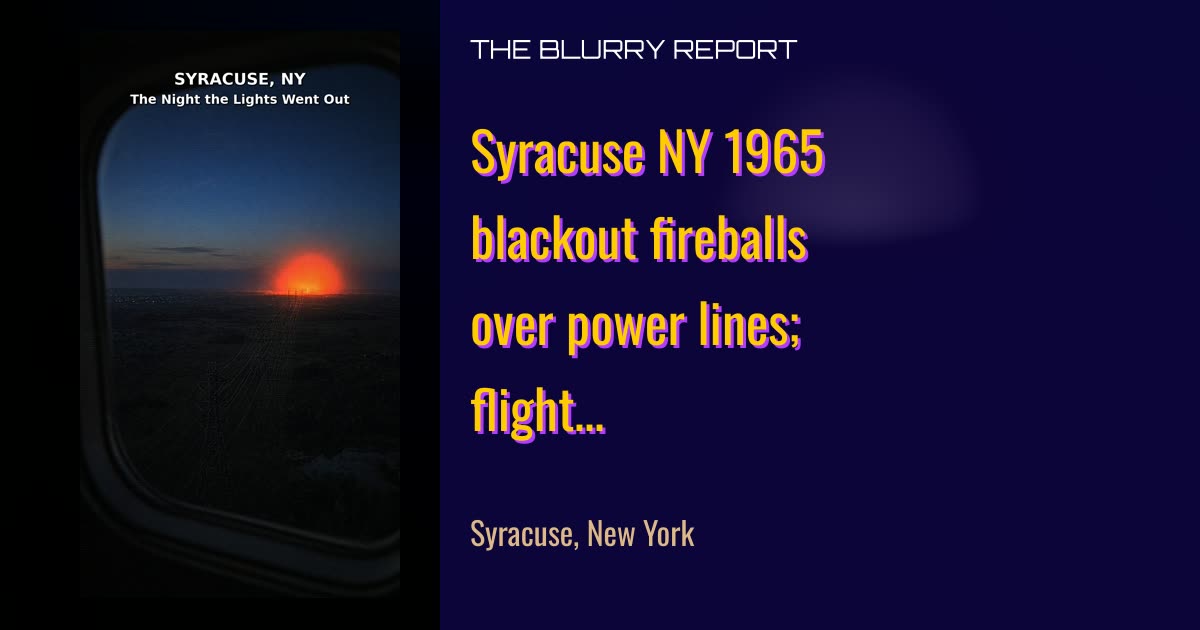 SYRACUSE, NY
The Night the Lights Went Out
THE BLURRY REPORT
Syracuse NY 1965
blackout fireballs
over power lines;
flight...
Syracuse, New York